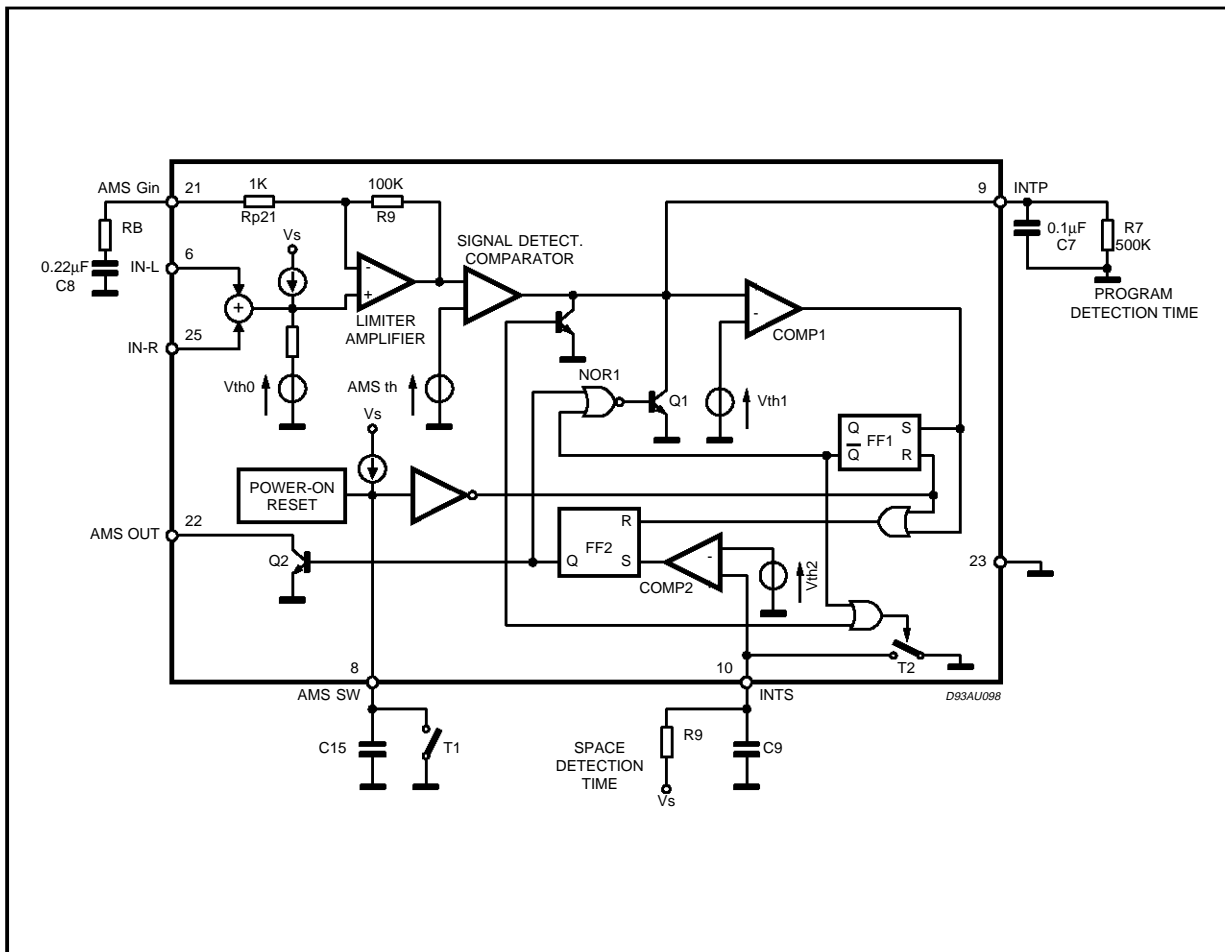 AMS Gin
21
1K
Rp21
100K
R9
9
INTP
RB
0.22µF
C8
6
IN-L
Vs
-
+
LIMITER
AMPLIFIER
SIGNAL DETECT.
COMPARATOR
0.1µF
C7
R7
500K
PROGRAM
DETECTION TIME
+
25
IN-R
Vth0
AMS th
NOR1
Q1
-
COMP1
Vth1
Vs
Q
S
FF1
Q
R
POWER-ON
RESET
AMS OUT
22
Q2
R
FF2
Q
S
-
COMP2
Vth2
23
T2
8
AMS SW
10
INTS
D93AU098
C15
T1
SPACE
DETECTION
TIME
R9
C9
Vs